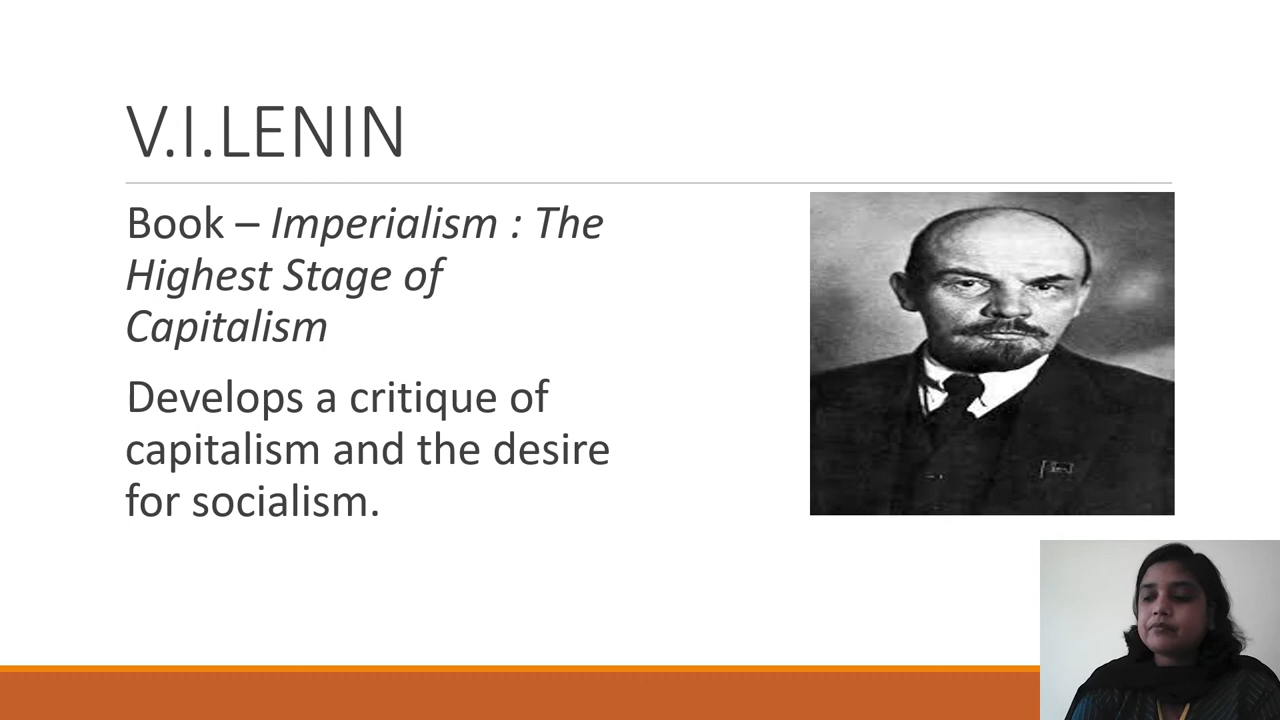 V.I.LENIN
Book – Imperialism : The
Highest Stage of
Capitalism
Develops a critique of
capitalism and the desire
for socialism.